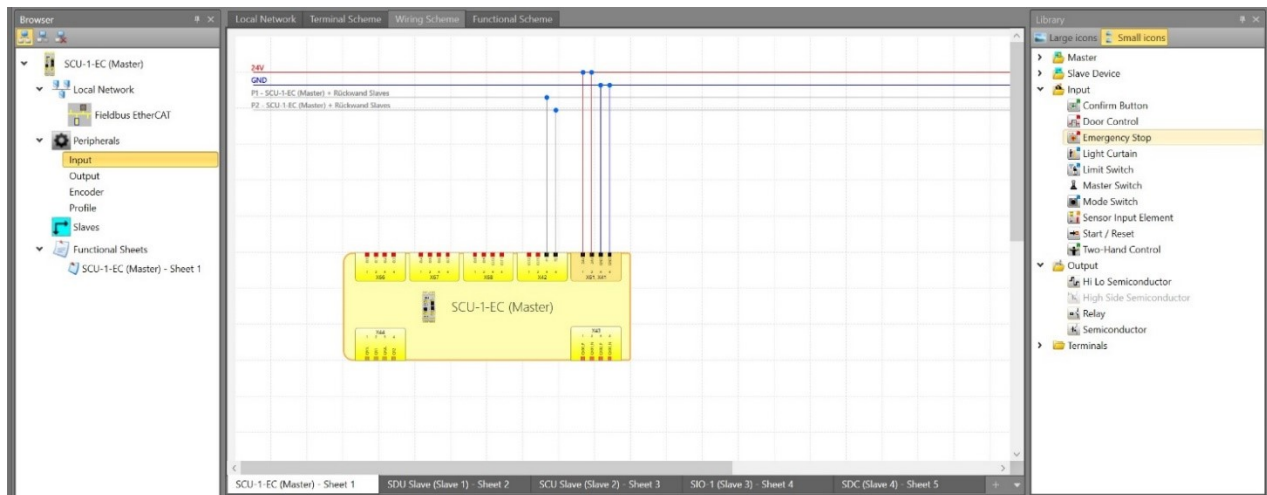 Browser
SCU-1-EC (Master)
Local Network
Fieldbus EtherCAT
Peripherals
Input
Output
Encoder
Profile
Slaves
Functional Sheets
SCU-1-EC (Master) - Sheet 1
Local Network Terminal Scheme Wiring Scheme Functional Scheme
24V
GND
P1 - SCU-1-EC (Master) + Rückwand Slaves
P2 - SCU-1-EC (Master) + Rückwand Slaves
X66 X67 X68 X42
SCU-1-EC (Master)
X44 X43
SCU-1-EC (Master) - Sheet 1 SDU Slave (Slave 1) - Sheet 2 SCU Slave (Slave 2) - Sheet 3 SIO-1 (Slave 3) - Sheet 4 SDC (Slave 4) - Sheet 5
Library
Large icons Small icons
Master
Slave Device
Input
Confirm Button
Door Control
Emergency Stop
Light Curtain
Limit Switch
Master Switch
Mode Switch
Sensor Input Element
Start / Reset
Two-Hand Control
Output
Hi Lo Semiconductor
High Side Semiconductor
Relay
Semiconductor
Terminals